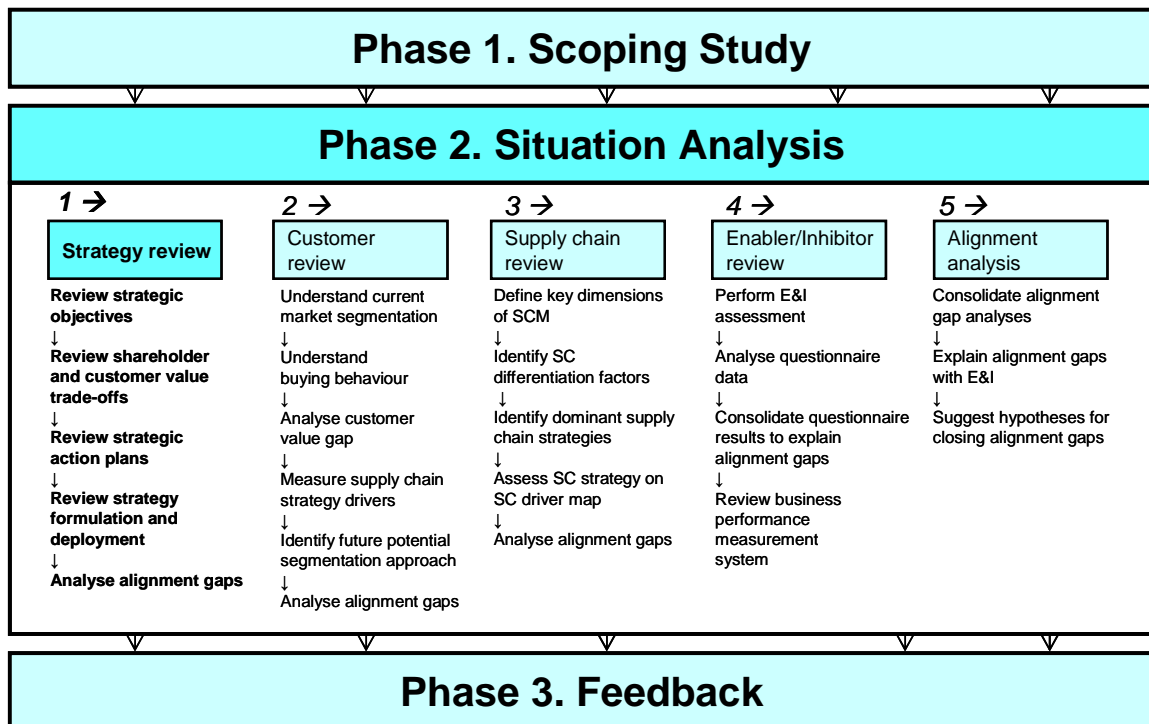 Phase 1. Scoping Study
Phase 2. Situation Analysis
1 →
Strategy review
Review strategic
objectives
↓
Review shareholder
and customer value
trade-offs
↓
Review strategic
action plans
↓
Review strategy
formulation and
deployment
↓
Analyse alignment gaps
2 →
Customer
review
Understand current
market segmentation
↓
Understand
buying behaviour
↓
Analyse customer
value gap
↓
Measure supply chain
strategy drivers
↓
Identify future potential
segmentation approach
↓
Analyse alignment gaps
3 →
Supply chain
review
Define key dimensions
of SCM
↓
Identify SC
differentiation factors
↓
Identify dominant supply
chain strategies
↓
Assess SC strategy on
SC driver map
↓
Analyse alignment gaps
4 →
Enabler/Inhibitor
review
Perform E&I
assessment
↓
Analyse questionnaire
data
↓
Consolidate questionnaire
results to explain
alignment gaps
↓
Review business
performance
measurement
system
5 →
Alignment
analysis
Consolidate alignment
gap analyses
↓
Explain alignment gaps
with E&I
↓
Suggest hypotheses for
closing alignment gaps
Phase 3. Feedback